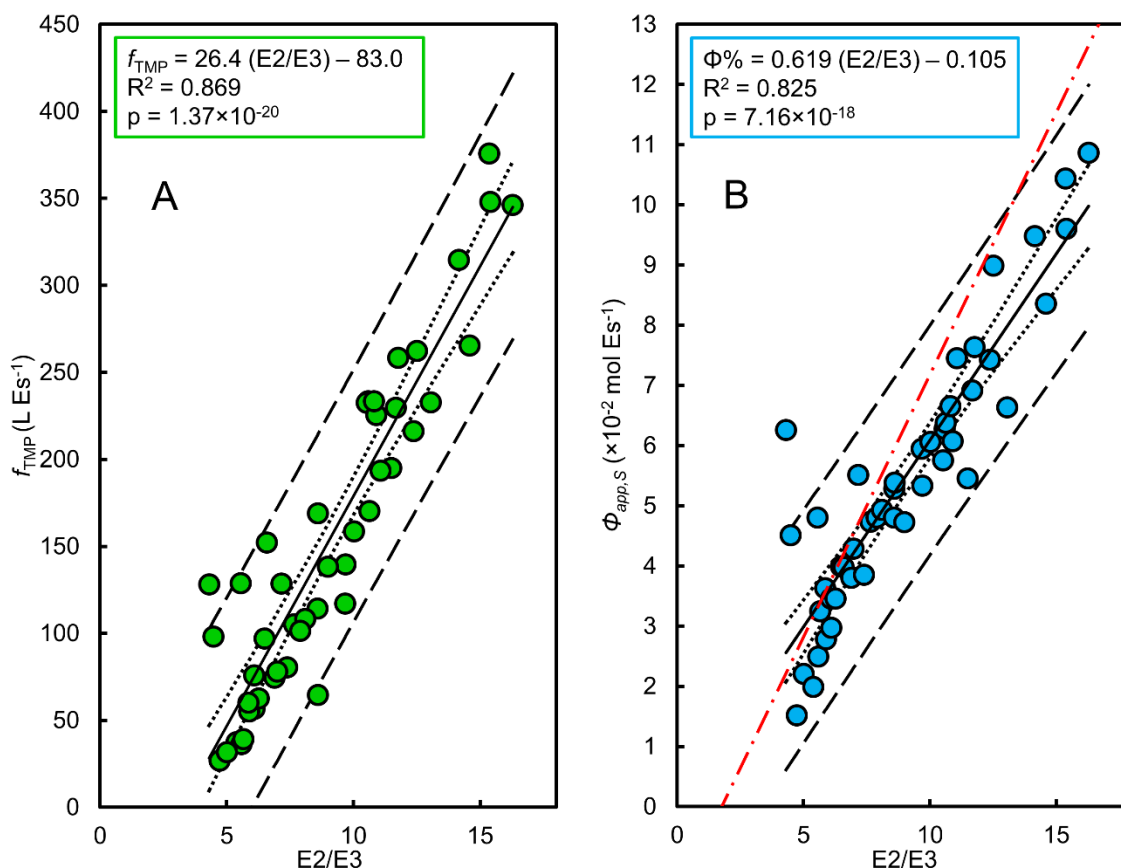 f_TMP = 26.4 (E2/E3) – 83.0
R² = 0.869
p = 1.37×10⁻²⁰
A
f_TMP (L Es⁻¹)
450
400
350
300
250
200
150
100
50
0
0
5
10
15
E2/E3
Φ% = 0.619 (E2/E3) – 0.105
R² = 0.825
p = 7.16×10⁻¹⁸
B
Φ_app,S (×10⁻² mol Es⁻¹)
13
12
11
10
9
8
7
6
5
4
3
2
1
0
0
5
10
15
E2/E3